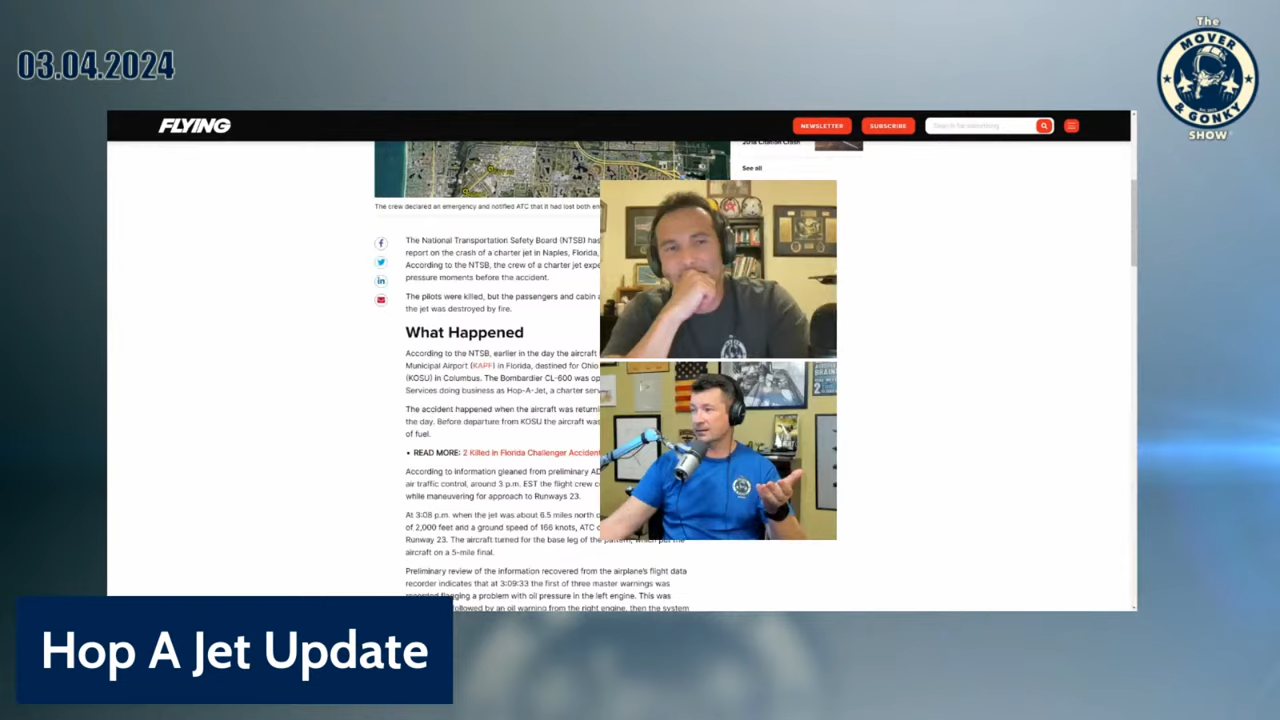 03.04.2024
The
MOVER
& GONKY
SHOW
FLYING
NEWSLETTER
SUBSCRIBE
2018 Citation Crash
See all
The crew declared an emergency and notified ATC that it had lost both
The National Transportation Safety Board (NTSB) has
report on the crash of a charter jet in Naples, Florida,
According to the NTSB, the crew of a charter jet
pressure moments before the accident.
The pilots were killed, but the passengers and cabin
the jet was destroyed by fire.
What Happened
According to the NTSB, earlier in the day the aircraft
Municipal Airport (KAPF) in Florida, destined for Ohio
(KOSU) in Columbus. The Bombardier CL-600 was
Services doing business as Hop-A-Jet, a charter
The accident happened when the aircraft was
the day. Before departure from KOSU the aircraft was
of fuel.
• READ MORE: 2 Killed in Florida Challenger Accident
According to information gleaned from preliminary
air traffic control, around 3 p.m. EST the flight crew
while maneuvering for approach to Runways 23.
At 3:08 p.m. when the jet was about 6.5 miles north
of 2,000 feet and a ground speed of 166 knots, ATC
Runway 23. The aircraft turned for the base leg of the pattern, which put the
aircraft on a 5-mile final.
Preliminary review of the information recovered from the airplane's flight data
recorder indicates that at 3:09:33 the first of three master warnings was
recorded flagging a problem with oil pressure in the left engine. This was
followed by an oil warning from the right engine, then the system
Hop A Jet Update